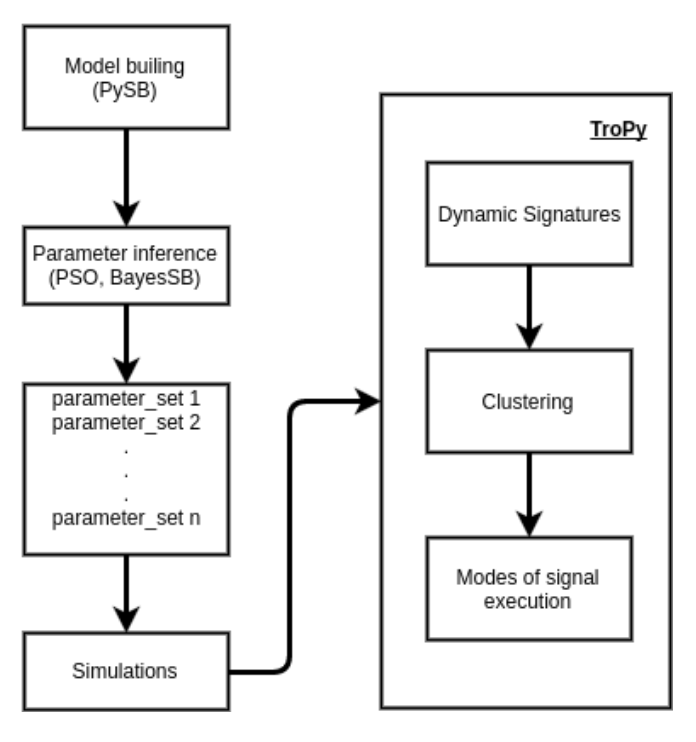 Model builing
(PySB)
Parameter inference
(PSO, BayesSB)
parameter_set 1
parameter_set 2
.
.
.
parameter_set n
Simulations
TroPy
Dynamic Signatures
Clustering
Modes of signal
execution